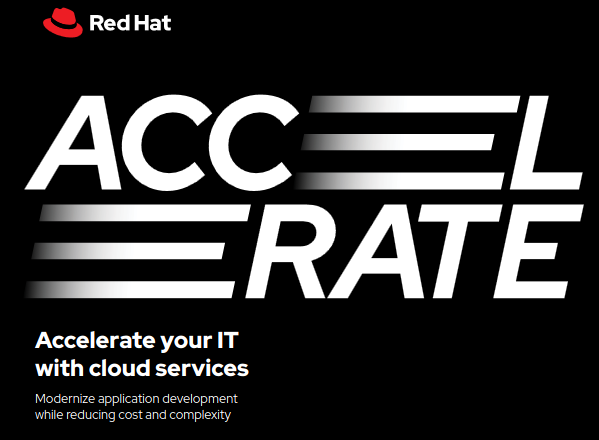 Red Hat
ACCEL
ERATE
Accelerate your IT
with cloud services
Modernize application development
while reducing cost and complexity